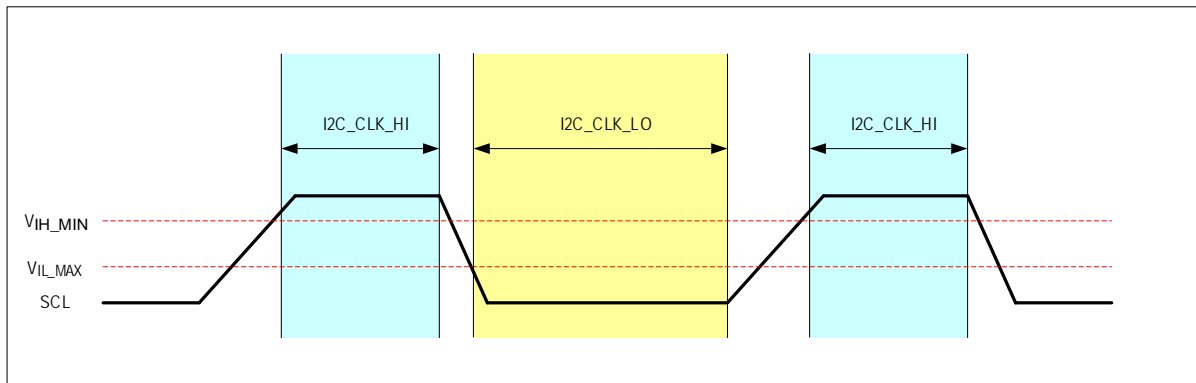 I2C_CLK_HI I2C_CLK_LO I2C_CLK_HI
VIH_MIN
VIL_MAX
SCL